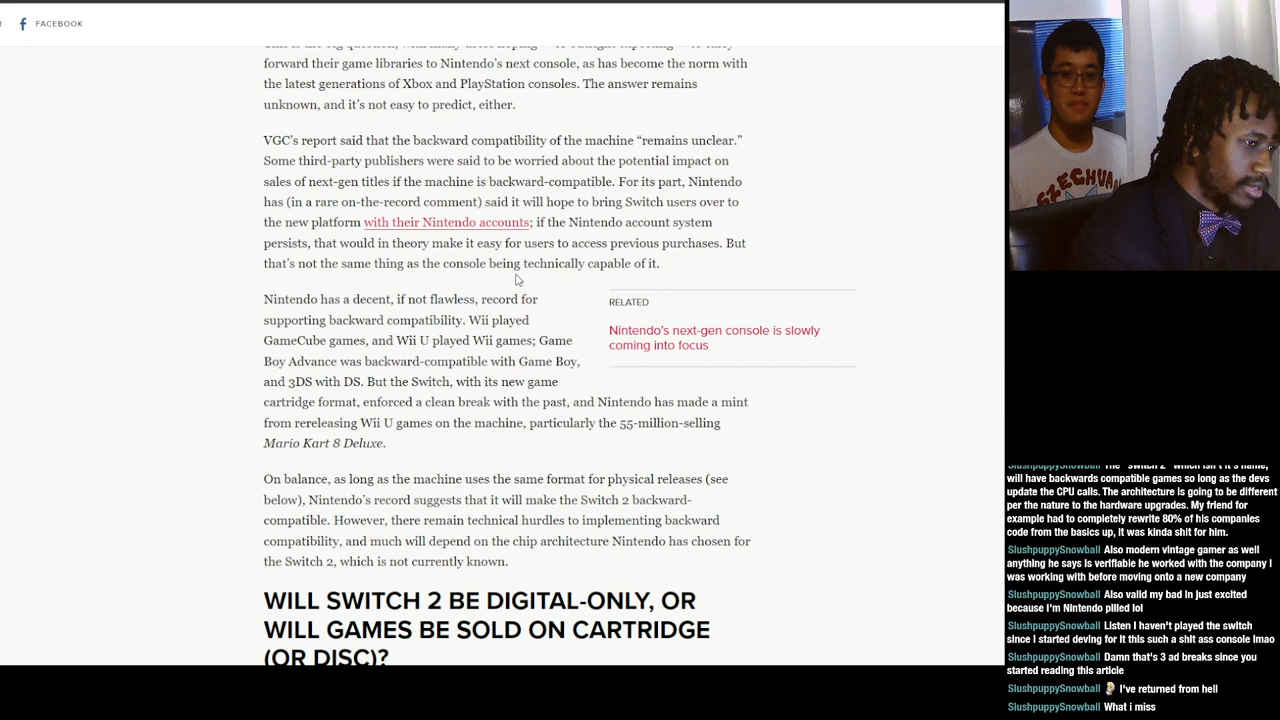 FACEBOOK
forward their game libraries to Nintendo's next console, as has become the norm with
the latest generations of Xbox and PlayStation consoles. The answer remains
unknown, and it's not easy to predict, either.
VGC's report said that the backward compatibility of the machine "remains unclear."
Some third-party publishers were said to be worried about the potential impact on
sales of next-gen titles if the machine is backward-compatible. For its part, Nintendo
has (in a rare on-the-record comment) said it will hope to bring Switch users over to
the new platform with their Nintendo accounts; if the Nintendo account system
persists, that would in theory make it easy for users to access previous purchases. But
that's not the same thing as the console being technically capable of it.
Nintendo has a decent, if not flawless, record for
supporting backward compatibility. Wii played
GameCube games, and Wii U played Wii games; Game
Boy Advance was backward-compatible with Game Boy,
and 3DS with DS. But the Switch, with its new game
cartridge format, enforced a clean break with the past, and Nintendo has made a mint
from rereleasing Wii U games on the machine, particularly the 55-million-selling
Mario Kart 8 Deluxe.
RELATED
Nintendo's next-gen console is slowly
coming into focus
On balance, as long as the machine uses the same format for physical releases (see
below), Nintendo's record suggests that it will make the Switch 2 backward-
compatible. However, there remain technical hurdles to implementing backward
compatibility, and much will depend on the chip architecture Nintendo has chosen for
the Switch 2, which is not currently known.
WILL SWITCH 2 BE DIGITAL-ONLY, OR
WILL GAMES BE SOLD ON CARTRIDGE
(OR DISC)?
SZECHUAN
SlushpuppySnowball The "switch 2" which isn't it's name,
will have backwards compatible games so long as the devs
update the CPU calls. The architecture is going to be different
per the nature to the hardware upgrades. My friend for
example had to completely rewrite 80% of his companies
code from the basics up, it was kinda shit for him.
SlushpuppySnowball Also modern vintage gamer as well
anything he says is verifiable he worked with the company I
was working with before moving onto a new company
SlushpuppySnowball Also valid my bad in just excited
because I'm Nintendo pilled lol
SlushpuppySnowball Listen I haven't played the switch
since I started deving for it this such a shit ass console lmao
SlushpuppySnowball Damn that's 3 ad breaks since you
started reading this article
SlushpuppySnowball I've returned from hell
SlushpuppySnowball What i miss